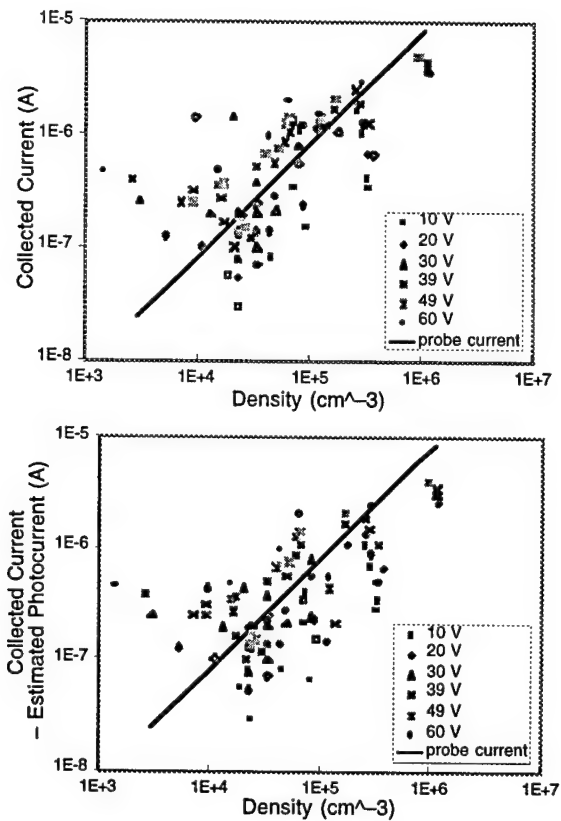 1E-5
1E-6
1E-7
1E-8
Collected Current (A)
10 V
20 V
30 V
39 V
49 V
60 V
probe current
1E+3 1E+4 1E+5 1E+6 1E+7
Density (cm^–3)
1E-5
1E-6
1E-7
1E-8
Collected Current
– Estimated Photocurrent (A)
10 V
20 V
30 V
39 V
49 V
60 V
probe current
1E+3 1E+4 1E+5 1E+6 1E+7
Density (cm^–3)